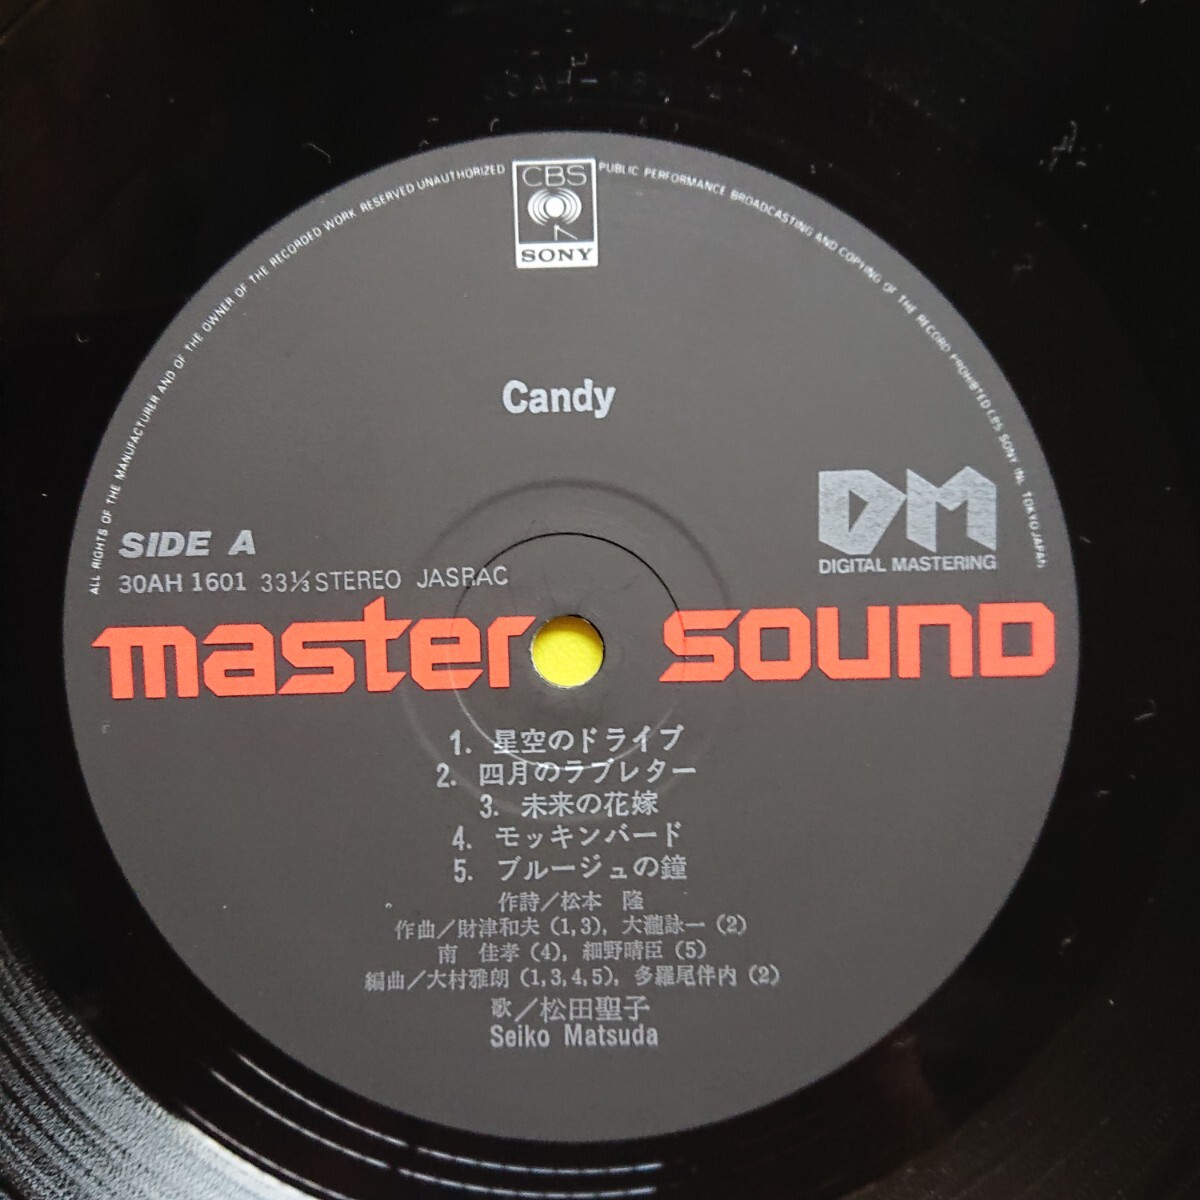 ALL RIGHTS OF THE MANUFACTURER AND OF THE OWNER OF THE RECORDED WORK RESERVED UNAUTHORIZED PUBLIC PERFORMANCE BROADCASTING AND COPYING OF THE RECORD PROHIBITED CBS SONY INC. TOKYO JAPAN
CBS
SONY
Candy
DM
DIGITAL MASTERING
SIDE A
30AH 1601 33⅓ STEREO JASRAC
master sound
1. 星空のドライブ
2. 四月のラブレター
3. 未来の花嫁
4. モッキンバード
5. ブルージュの鐘
作詩／松本 隆
作曲／財津和夫 (1,3), 大瀧詠一 (2)
南 佳孝 (4), 細野晴臣 (5)
編曲／大村雅朗 (1,3,4,5), 多羅尾伴内 (2)
歌／松田聖子
Seiko Matsuda